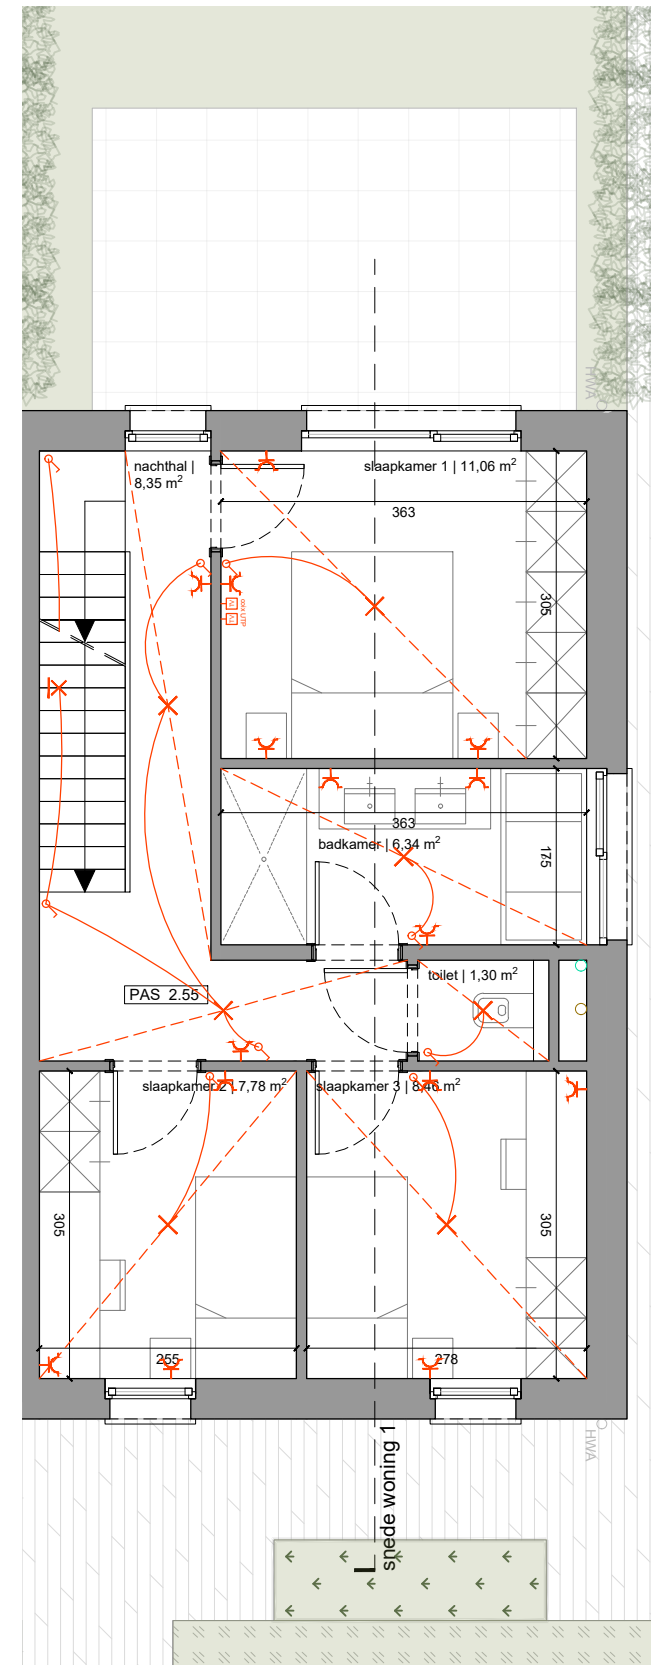 HWA
nachthal |
8,35 m²
slaapkamer 1 | 11,06 m²
363
305
363
badkamer | 6,34 m²
175
toilet | 1,30 m²
PAS 2.55
slaapkamer 2 | 7,78 m²
slaapkamer 3 | 8,46 m²
305
305
255
278
snede woning 1
HWA